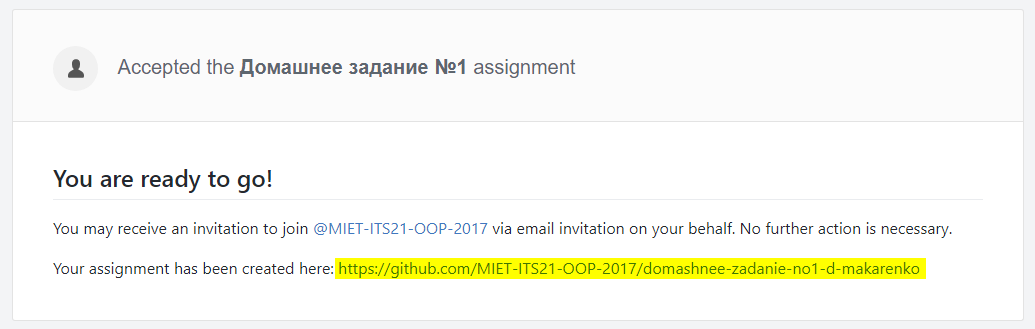 Accepted the Домашнее задание №1 assignment
You are ready to go!
You may receive an invitation to join @MIET-ITS21-OOP-2017 via email invitation on your behalf. No further action is necessary.
Your assignment has been created here: https://github.com/MIET-ITS21-OOP-2017/domashnee-zadanie-no1-d-makarenko